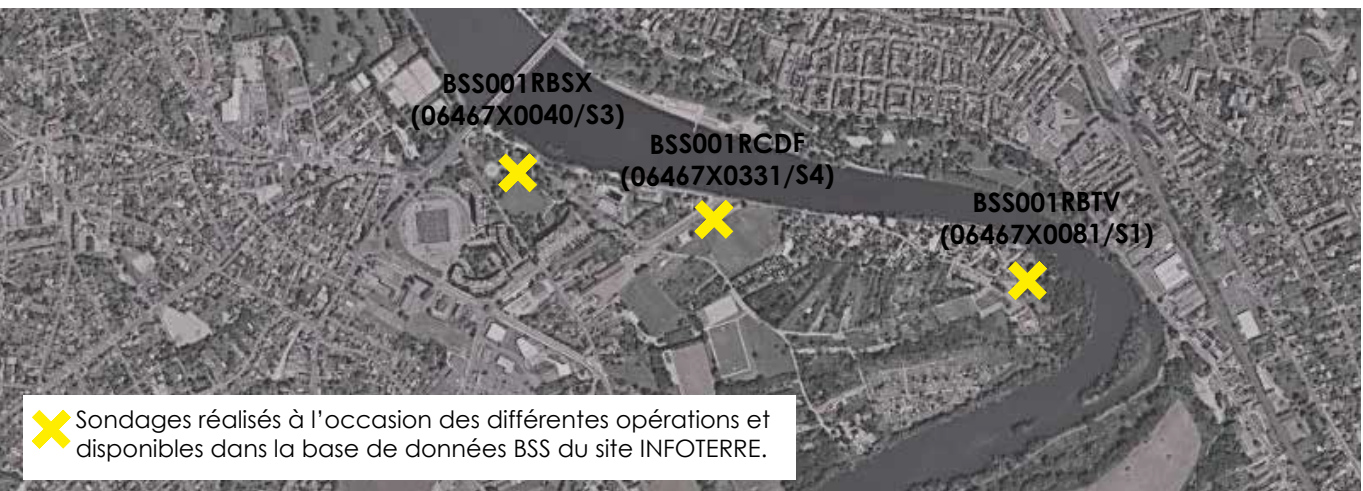 BSS001RBSX
(06467X0040/S3)
BSS001RCDF
(06467X0331/S4)
BSS001RBTV
(06467X0081/S1)
Sondages réalisés à l’occasion des différentes opérations et
disponibles dans la base de données BSS du site INFOTERRE.